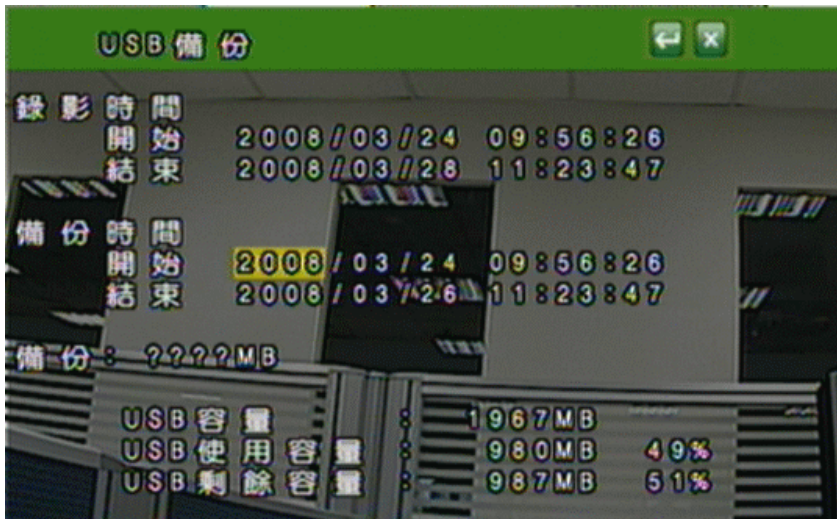 USB備份
錄影時間
開始 2008/03/24 09:56:26
結束 2008/03/28 11:23:47
備份時間
開始 2008/03/24 09:56:26
結束 2008/03/26 11:23:47
備份: ????MB
USB容量 : 1967MB
USB使用容量 : 980MB 49%
USB剩餘容量 : 987MB 51%